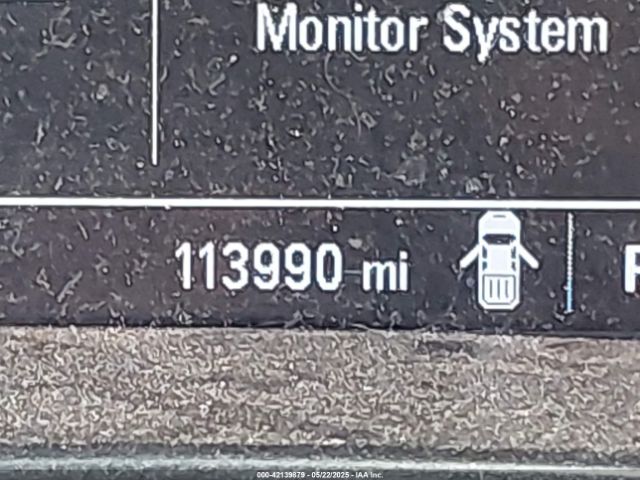 Monitor System
113990 mi
000-42139879 - 05/22/2025 - IAA Inc.